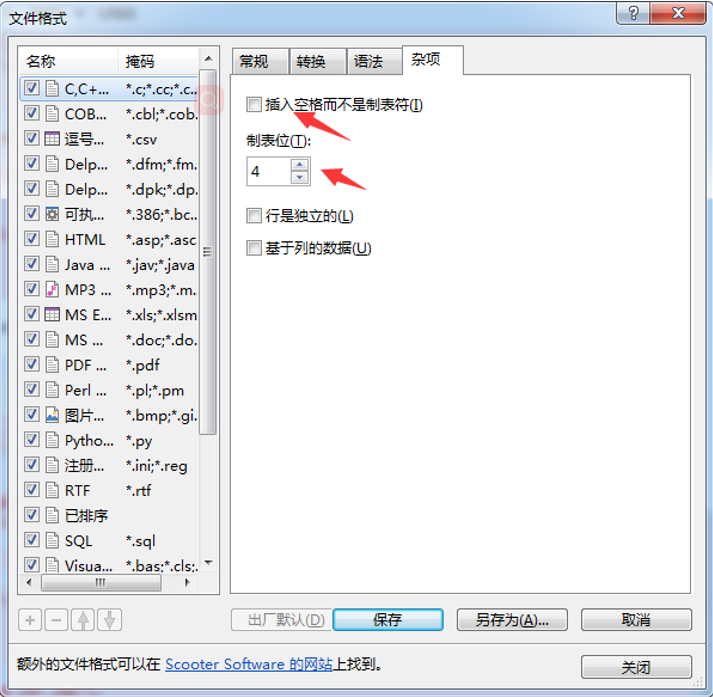 文件格式
名称 掩码
C,C+... *.c;*.cc;*.c...
COB... *.cbl;*.cob.
逗号... *.csv
Delp... *.dfm;*.fm.
Delp... *.dpk;*.dp.
可执... *.386;*.bc...
HTML *.asp;*.asc
Java ... *.jav;*.java
MP3 ... *.mp3;*.m...
MS E... *.xls;*.xlsm
MS ... *.doc;*.do..
PDF ... *.pdf
Perl ... *.pl;*.pm
图片... *.bmp;*.gi.
Pytho... *.py
注册... *.ini;*.reg
RTF *.rtf
已排序
SQL *.sql
Visua... *.bas;*.cls;.
常规 转换 语法 杂项
插入空格而不是制表符(I)
制表位(T):
4
行是独立的(L)
基于列的数据(U)
出厂默认(D) 保存 另存为(A)... 取消
额外的文件格式可以在 Scooter Software 的网站上找到。
关闭